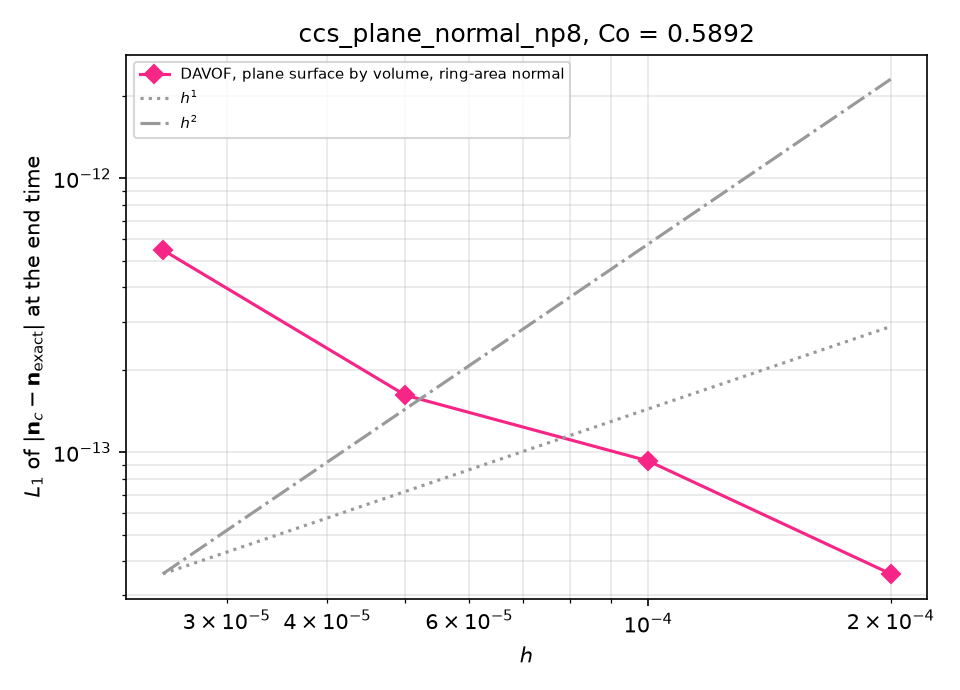 ccs_plane_normal_np8, Co = 0.5892
DAVOF, plane surface by volume, ring-area normal
h¹
h²
L₁ of |n_c − n_exact| at the end time
10⁻¹²
10⁻¹³
3 × 10⁻⁵ 4 × 10⁻⁵ 6 × 10⁻⁵ 10⁻⁴ 2 × 10⁻⁴
h